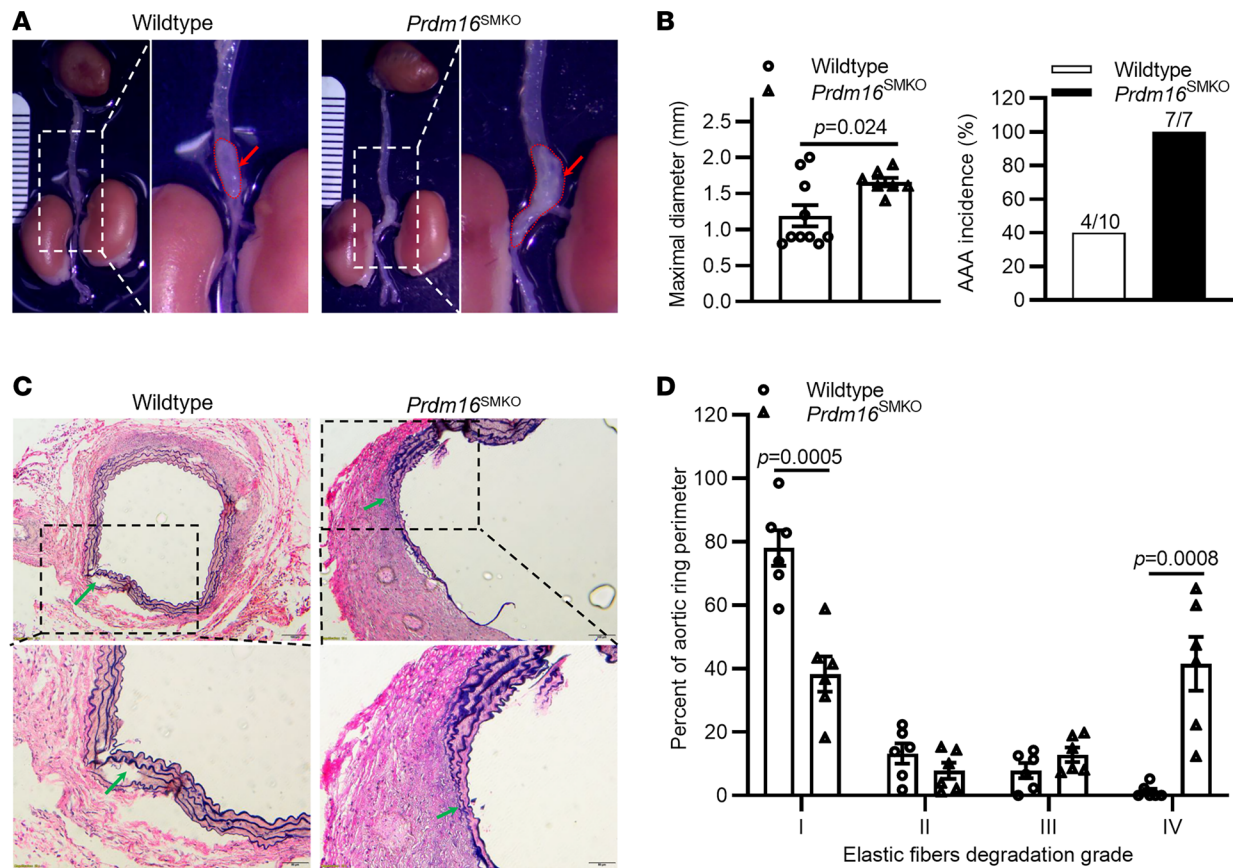 A
Wildtype
Prdm16SMKO
B
Wildtype
Prdm16SMKO
Maximal diameter (mm)
2.5
2.0
1.5
1.0
0.5
0.0
p=0.024
Wildtype
Prdm16SMKO
AAA incidence (%)
120
100
80
60
40
20
0
4/10
7/7
C
Wildtype
Prdm16SMKO
D
Wildtype
Prdm16SMKO
Percent of aortic ring perimeter
120
100
80
60
40
20
0
p=0.0005
p=0.0008
I
II
III
IV
Elastic fibers degradation grade